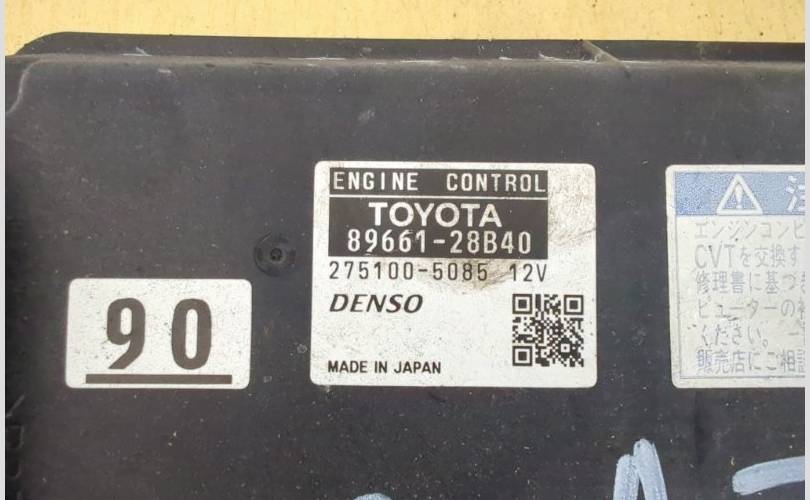 ENGINE CONTROL
TOYOTA
89661-28B40
275100-5085 12V
DENSO
MADE IN JAPAN
90
注
エンジンコンピ
CVTを交換す
修理書に基づき
ピューターの
ください。
販売店にご相談